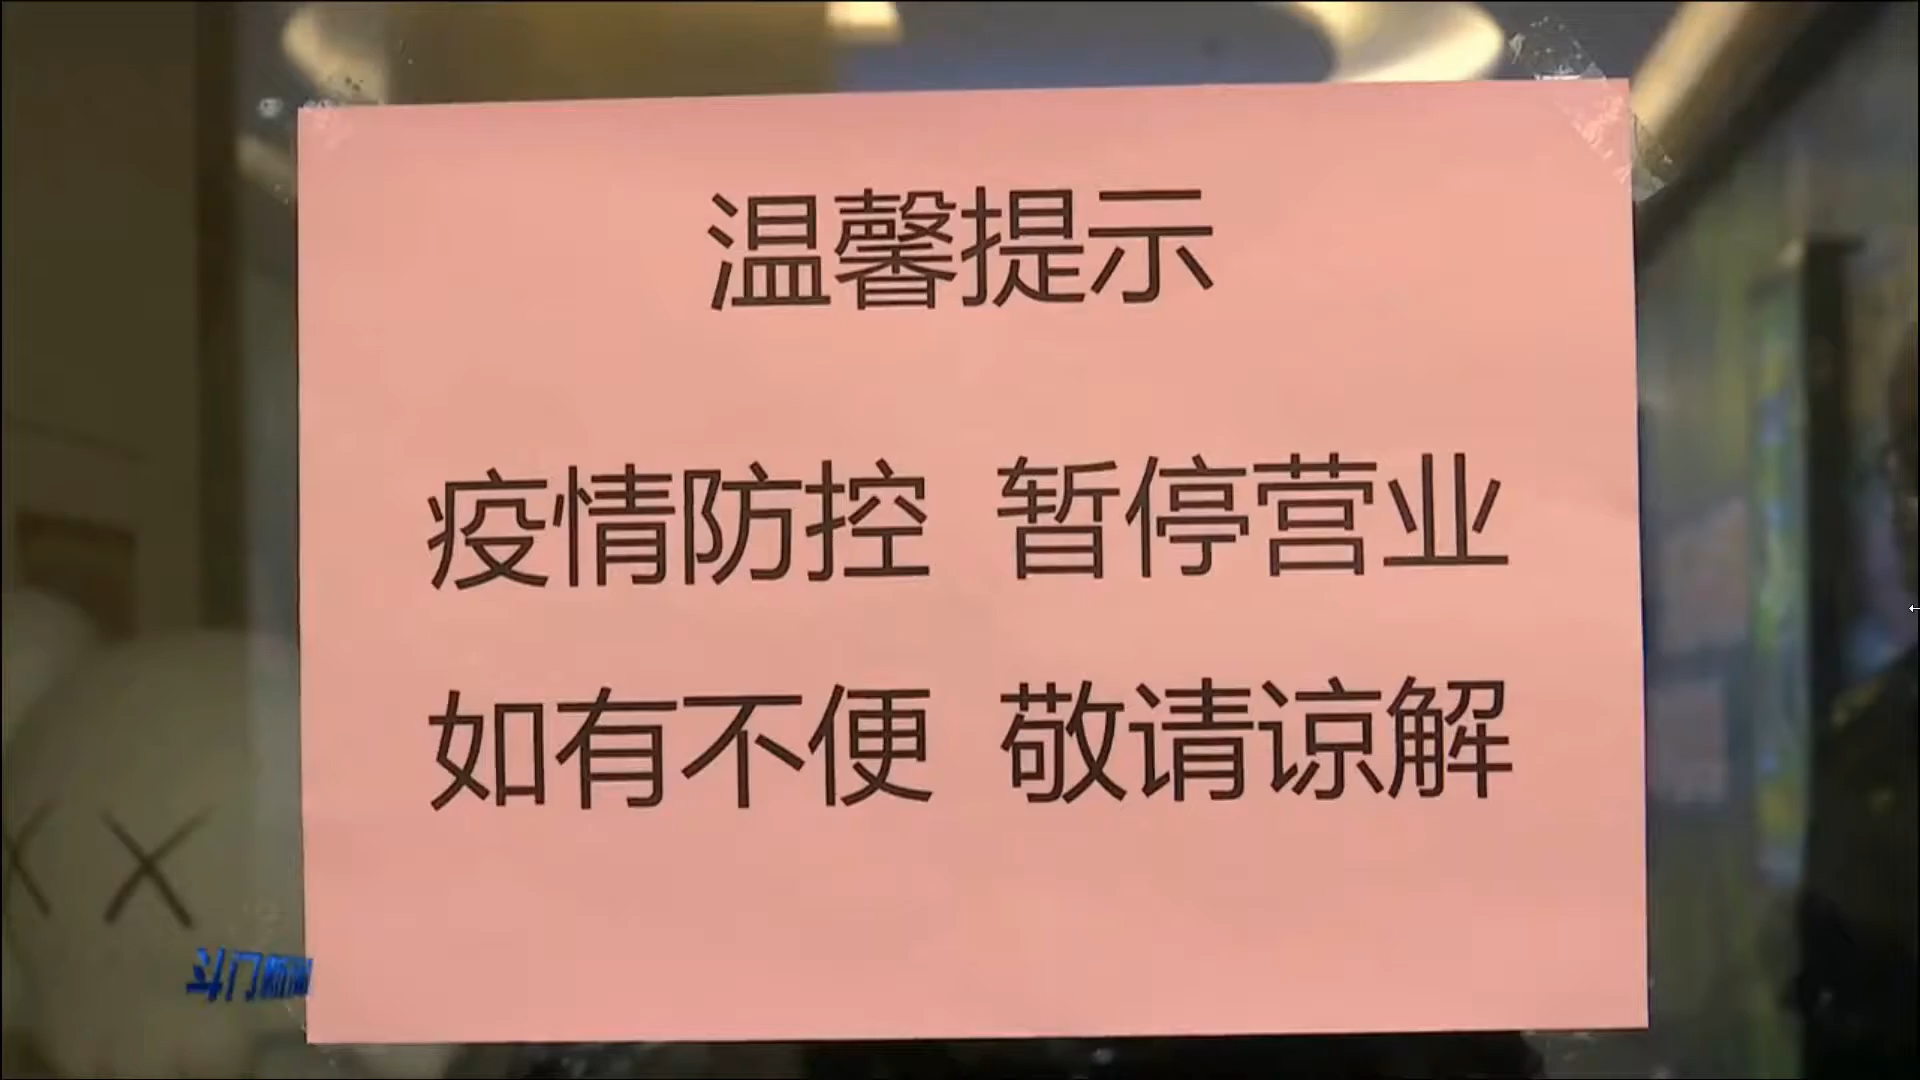 温馨提示
疫情防控 暂停营业
如有不便 敬请谅解
斗门新闻